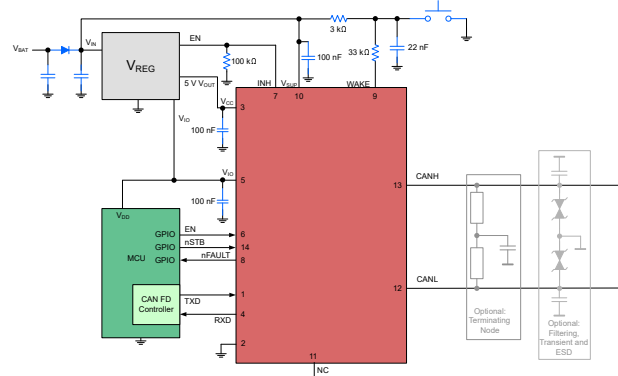 3 kΩ
V_BAT
V_IN
EN
33 kΩ
22 nF
V_REG
100 kΩ
100 nF
5 V V_OUT
INH
V_SUP
WAKE
7
10
9
V_CC
3
V_IO
100 nF
V_IO
5
13
CANH
100 nF
V_DD
GPIO
EN
6
GPIO
nSTB
14
MCU
GPIO
nFAULT
8
12
CANL
CAN FD
Controller
TXD
1
RXD
4
2
Optional:
Terminating
Node
Optional:
Filtering,
Transient and
ESD
11
NC